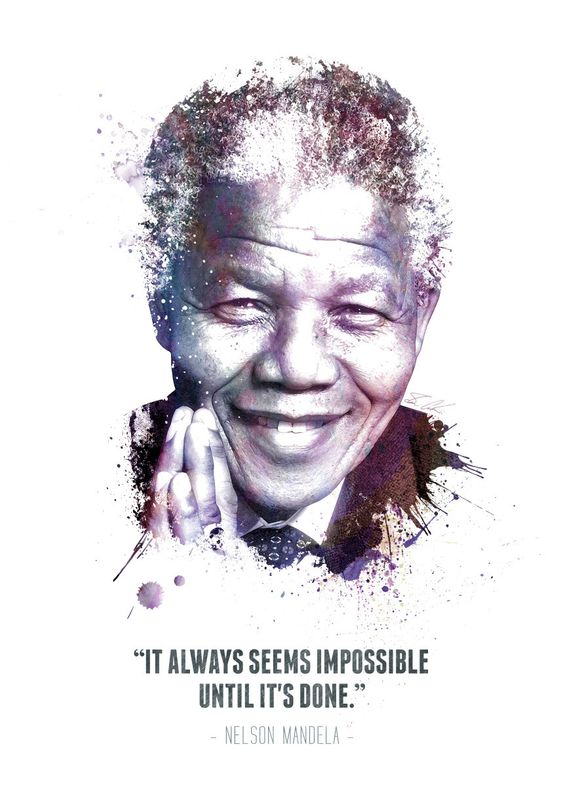 “IT ALWAYS SEEMS IMPOSSIBLE
UNTIL IT'S DONE.”
- NELSON MANDELA -